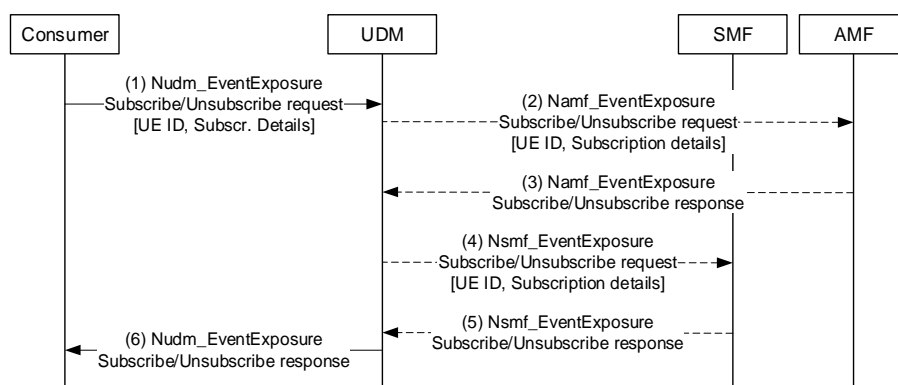 Consumer
UDM
SMF
AMF
(1) Nudm_EventExposure
Subscribe/Unsubscribe request
[UE ID, Subscr. Details]
(2) Namf_EventExposure
Subscribe/Unsubscribe request
[UE ID, Subscription details]
(3) Namf_EventExposure
Subscribe/Unsubscribe response
(4) Nsmf_EventExposure
Subscribe/Unsubscribe request
[UE ID, Subscription details]
(5) Nsmf_EventExposure
Subscribe/Unsubscribe response
(6) Nudm_EventExposure
Subscribe/Unsubscribe response